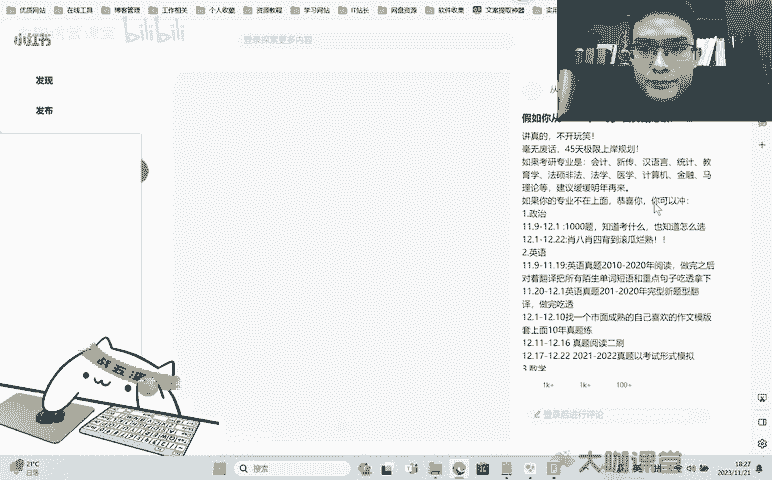 优质网站 在线工具 博客管理 工作相关 个人收藏 资源教程 学习网站 IT站长 网盘资源 软件收集 文案提取神器
小红书
bilibili
登录探索更多内容
发现
发布
讲真的，不开玩笑！
毫无废话，45天极限上岸规划！
如果考研专业是：会计、新传、汉语言、统计、教
育学、法硕非法、法学、医学、计算机、金融、马
理论等，建议缓缓明年再来。
如果你的专业不在上面，恭喜你，你可以冲：
1.政治
11.9-12.1 :1000题，知道考什么，也知道怎么选
12.1-12.22:肖八肖四背到滚瓜烂熟！！
2.英语
11.9-11.19:英语真题2010-2020年阅读，做完之后
对着翻译把所有陌生单词短语和重点句子吃透拿下
11.20-12.1英语真题201-2020年完型新题型翻
译，做完吃透
12.1-12.10找一个市面成熟的自己喜欢的作文模版
套上面10年真题练
12.11-12.16 真题阅读二刷
12.17-12.22 2021-2022真题以考试形式模拟
3.数学
1k+ 1k+ 100+
登录后进行评论
21°C
搜索
大咖课堂
18:27
2023/11/21